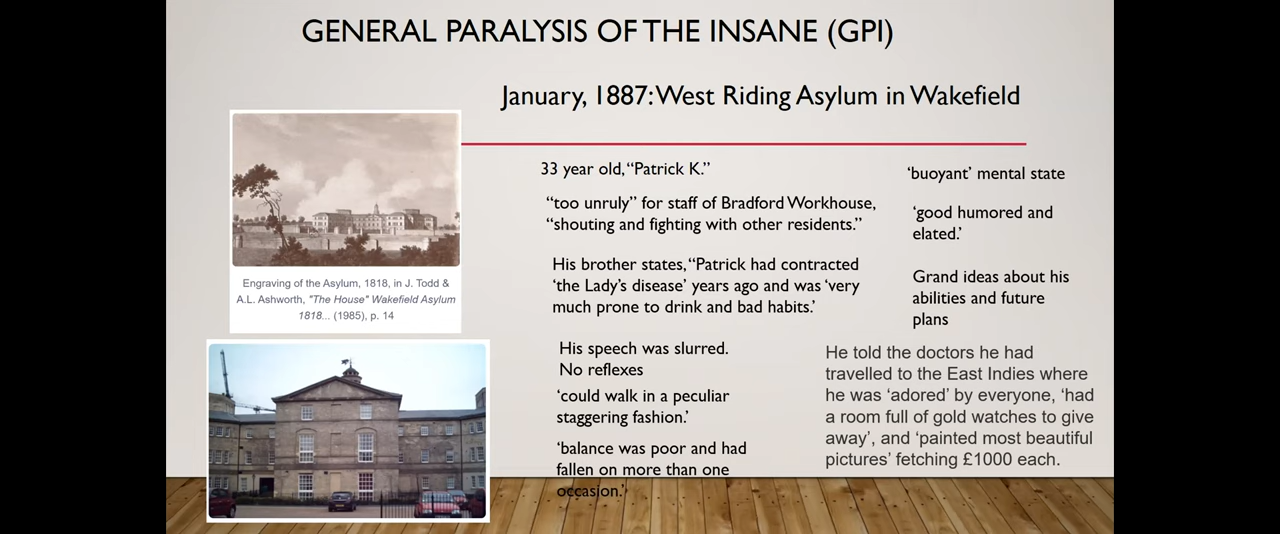 GENERAL PARALYSIS OF THE INSANE (GPI)
January, 1887: West Riding Asylum in Wakefield
Engraving of the Asylum, 1818, in J. Todd &
A.L. Ashworth, "The House" Wakefield Asylum
1818... (1985), p. 14
33 year old, “Patrick K.”
“too unruly” for staff of Bradford Workhouse,
“shouting and fighting with other residents.”
His brother states, “Patrick had contracted
‘the Lady’s disease’ years ago and was ‘very
much prone to drink and bad habits.’
His speech was slurred.
No reflexes
‘could walk in a peculiar
staggering fashion.’
‘balance was poor and had
fallen on more than one
occasion.’
‘buoyant’ mental state
‘good humored and
elated.’
Grand ideas about his
abilities and future
plans
He told the doctors he had
travelled to the East Indies where
he was ‘adored’ by everyone, ‘had
a room full of gold watches to give
away’, and ‘painted most beautiful
pictures’ fetching £1000 each.